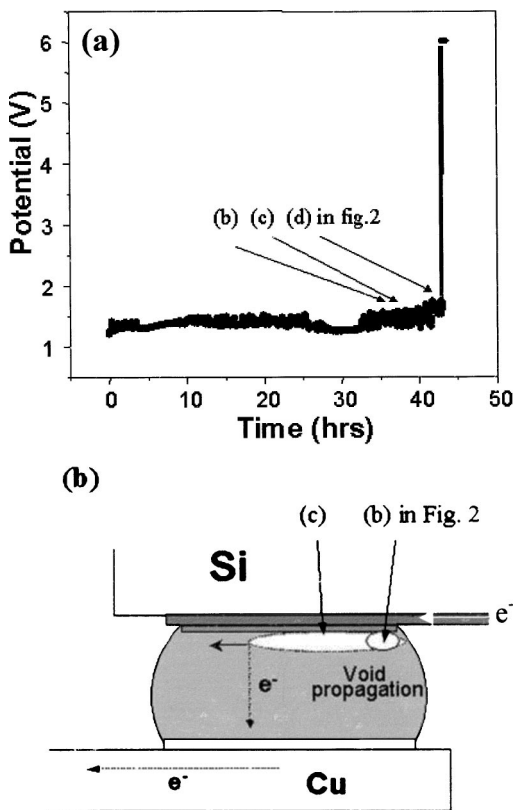 (a)
6
5
4
3
2
1
Potential (V)
(b) (c) (d) in fig.2
0 10 20 30 40 50
Time (hrs)
(b)
(c) (b) in Fig. 2
Si
e-
Void
propagation
e-
e-
Cu